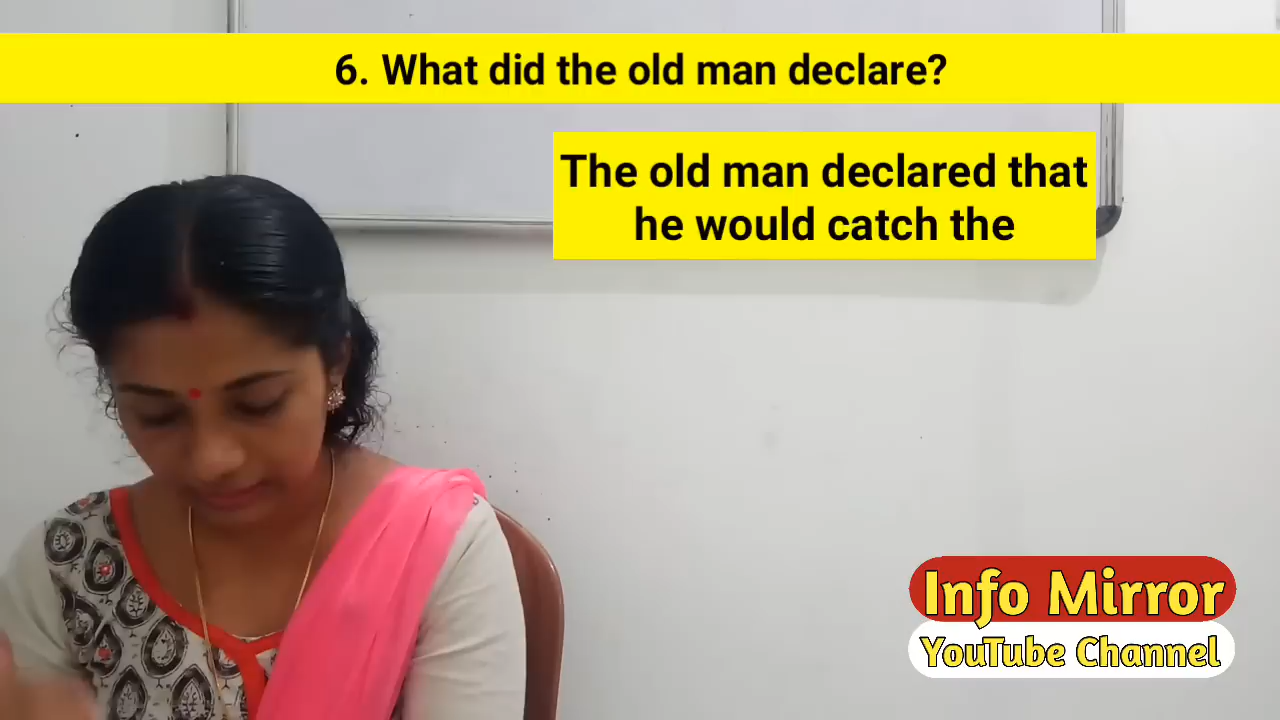 6. What did the old man declare?
The old man declared that
he would catch the
Info Mirror
YouTube Channel